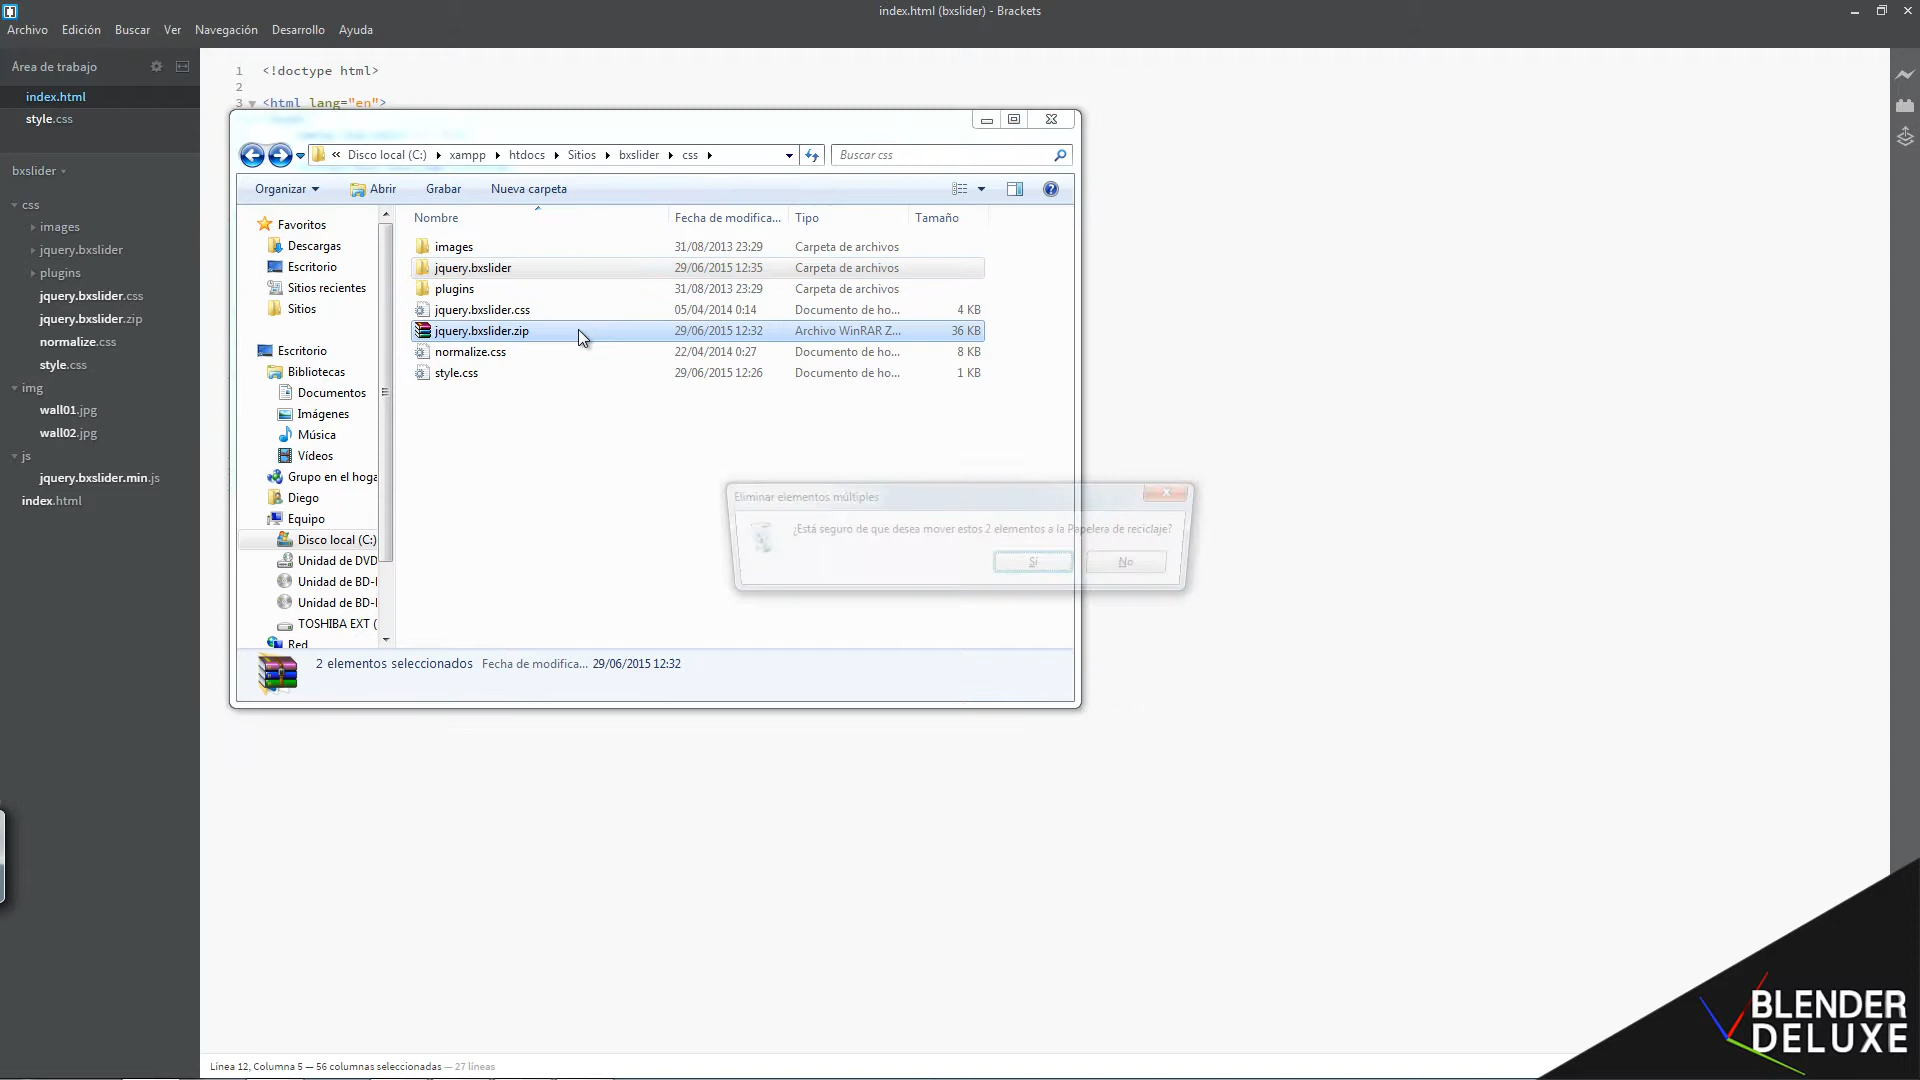 index.html (bxslider) - Brackets
Archivo Edición Buscar Ver Navegación Desarrollo Ayuda
Área de trabajo
index.html
style.css
bxslider
css
images
jquery.bxslider
plugins
jquery.bxslider.css
jquery.bxslider.zip
normalize.css
style.css
img
wall01.jpg
wall02.jpg
js
jquery.bxslider.min.js
index.html
1 <!doctype html>
2
3 <html lang="en">
« Disco local (C:) xampp htdocs Sitios bxslider css
Buscar css
Organizar Abrir Grabar Nueva carpeta
Favoritos
Descargas
Escritorio
Sitios recientes
Sitios
Escritorio
Bibliotecas
Documentos
Imágenes
Música
Vídeos
Grupo en el hoga
Diego
Equipo
Disco local (C:)
Unidad de DVD
Unidad de BD-
Unidad de BD-
TOSHIBA EXT (
Red
Nombre Fecha de modifica... Tipo Tamaño
images 31/08/2013 23:29 Carpeta de archivos
jquery.bxslider 29/06/2015 12:35 Carpeta de archivos
plugins 31/08/2013 23:29 Carpeta de archivos
jquery.bxslider.css 05/04/2014 0:14 Documento de ho... 4 KB
jquery.bxslider.zip 29/06/2015 12:32 Archivo WinRAR Z... 36 KB
normalize.css 22/04/2014 0:27 Documento de ho... 8 KB
style.css 29/06/2015 12:26 Documento de ho... 1 KB
Eliminar elementos múltiples
¿Está seguro de que desea mover estos 2 elementos a la Papelera de reciclaje?
Sí No
2 elementos seleccionados Fecha de modifica... 29/06/2015 12:32
Línea 12, Columna 5 — 56 columnas seleccionadas — 27 líneas
BLENDER
DELUXE